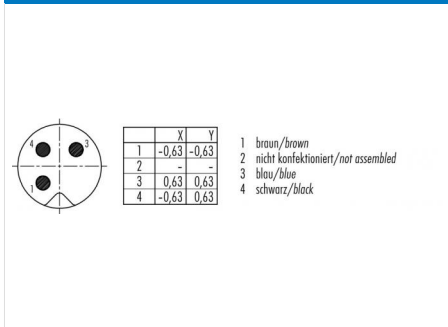 4 3
1
X Y
1 -0,63 -0,63
2 - -
3 0,63 0,63
4 -0,63 0,63
1 braun/brown
2 nicht konfektioniert/not assembled
3 blau/blue
4 schwarz/black